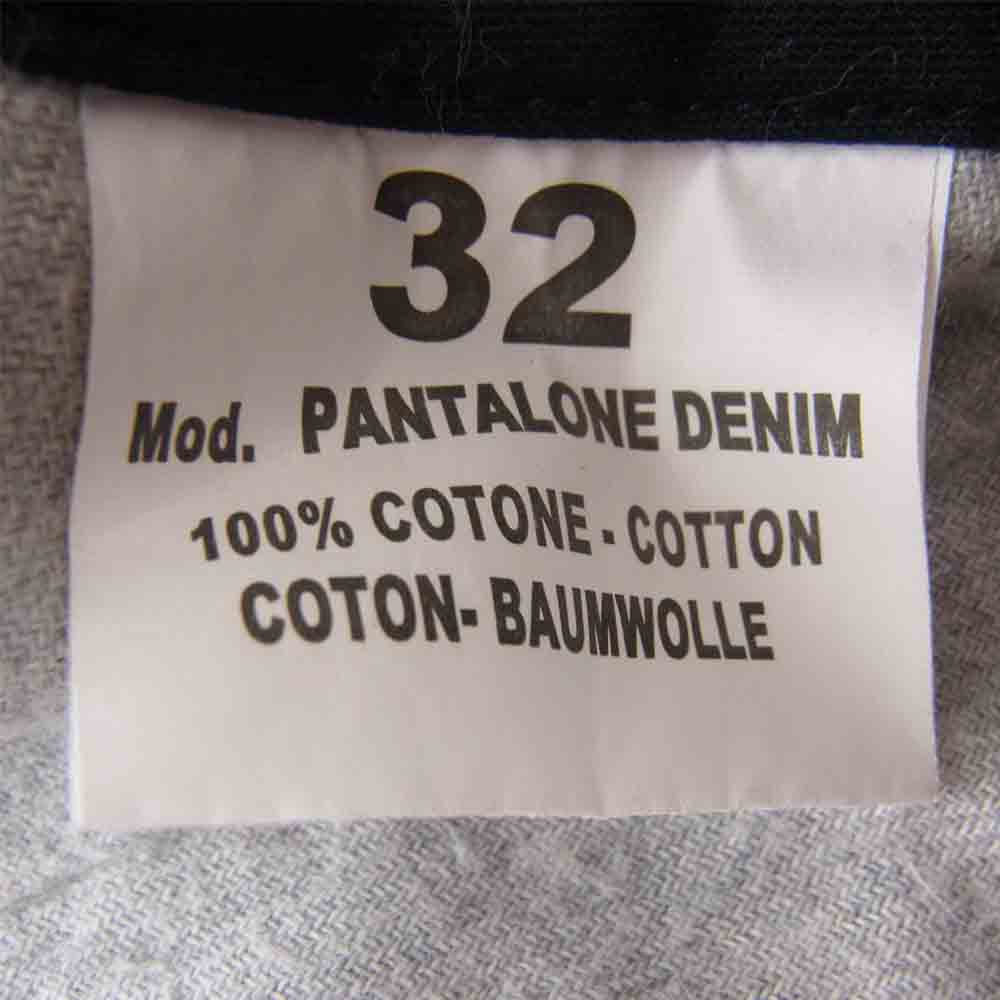 32
Mod. PANTALONE DENIM
100% COTONE - COTTON
COTON- BAUMWOLLE